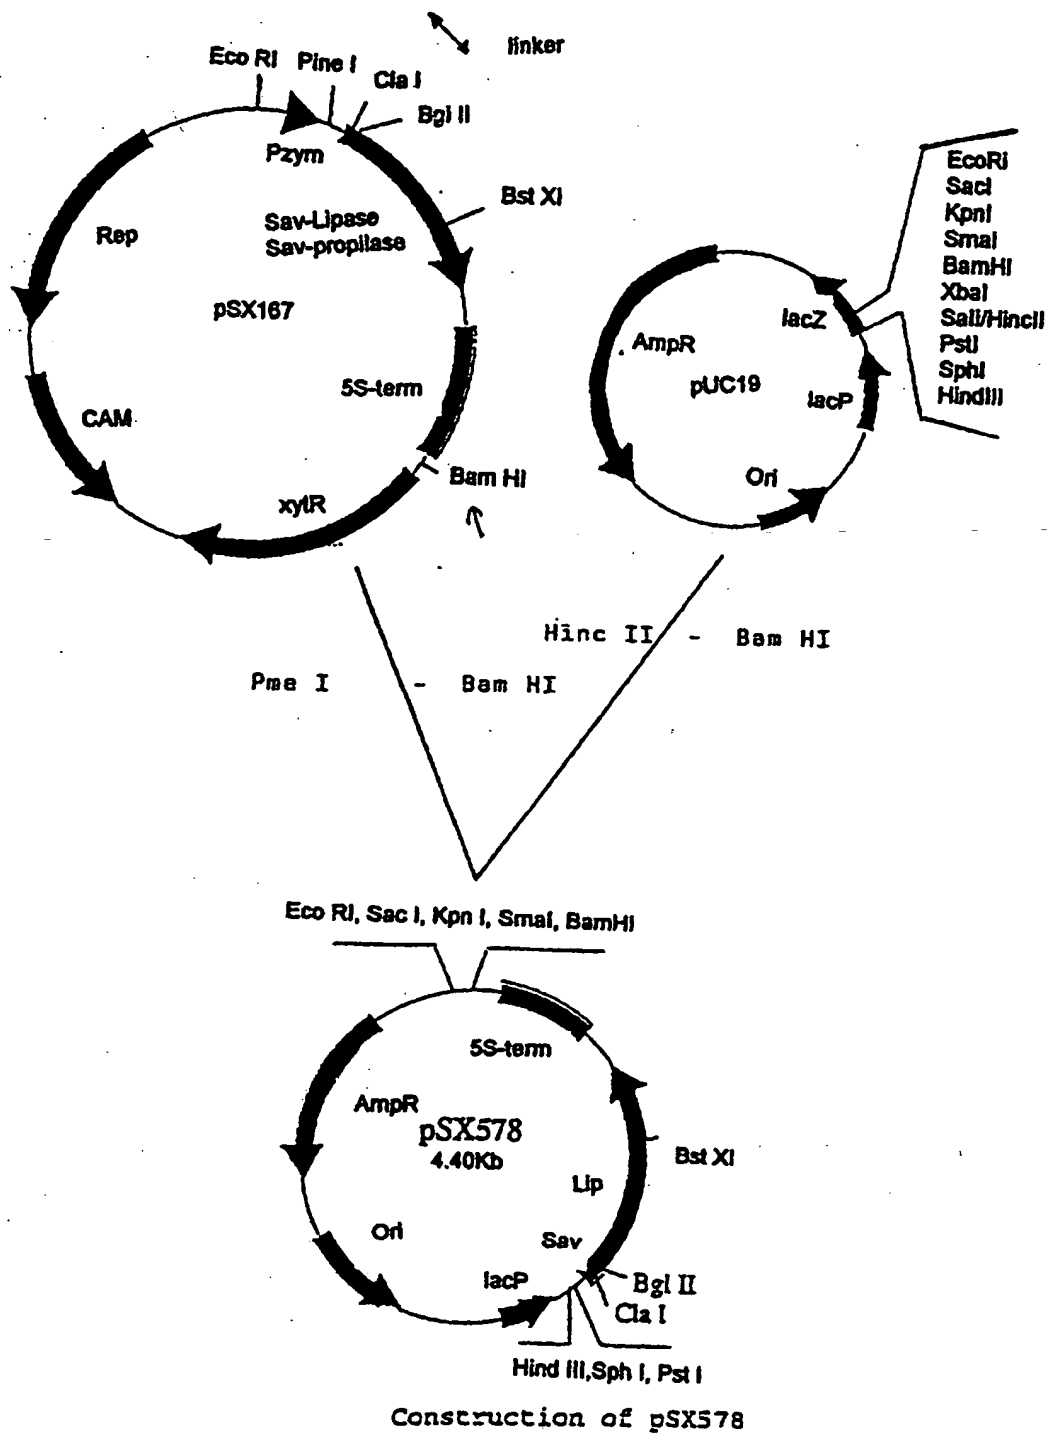 linker
Eco RI
Pine I
Cla I
Bgl II
Pzym
Bst XI
Sav-Lipase
Sav-propilase
Rep
pSX167
5S-term
CAM
Bam HI
xylR
EcoRI
SacI
KpnI
SmaI
BamHI
XbaI
SalI/HincII
PstI
SphI
HindIII
lacZ
AmpR
pUC19
lacP
Ori
Hinc II - Bam HI
Pme I - Bam HI
Eco RI, Sac I, Kpn I, SmaI, BamHI
5S-term
AmpR
pSX578
4.40Kb
Bst XI
Lip
Ori
Sav
lacP
Bgl II
Cla I
Hind III,Sph I, Pst I
Construction of pSX578